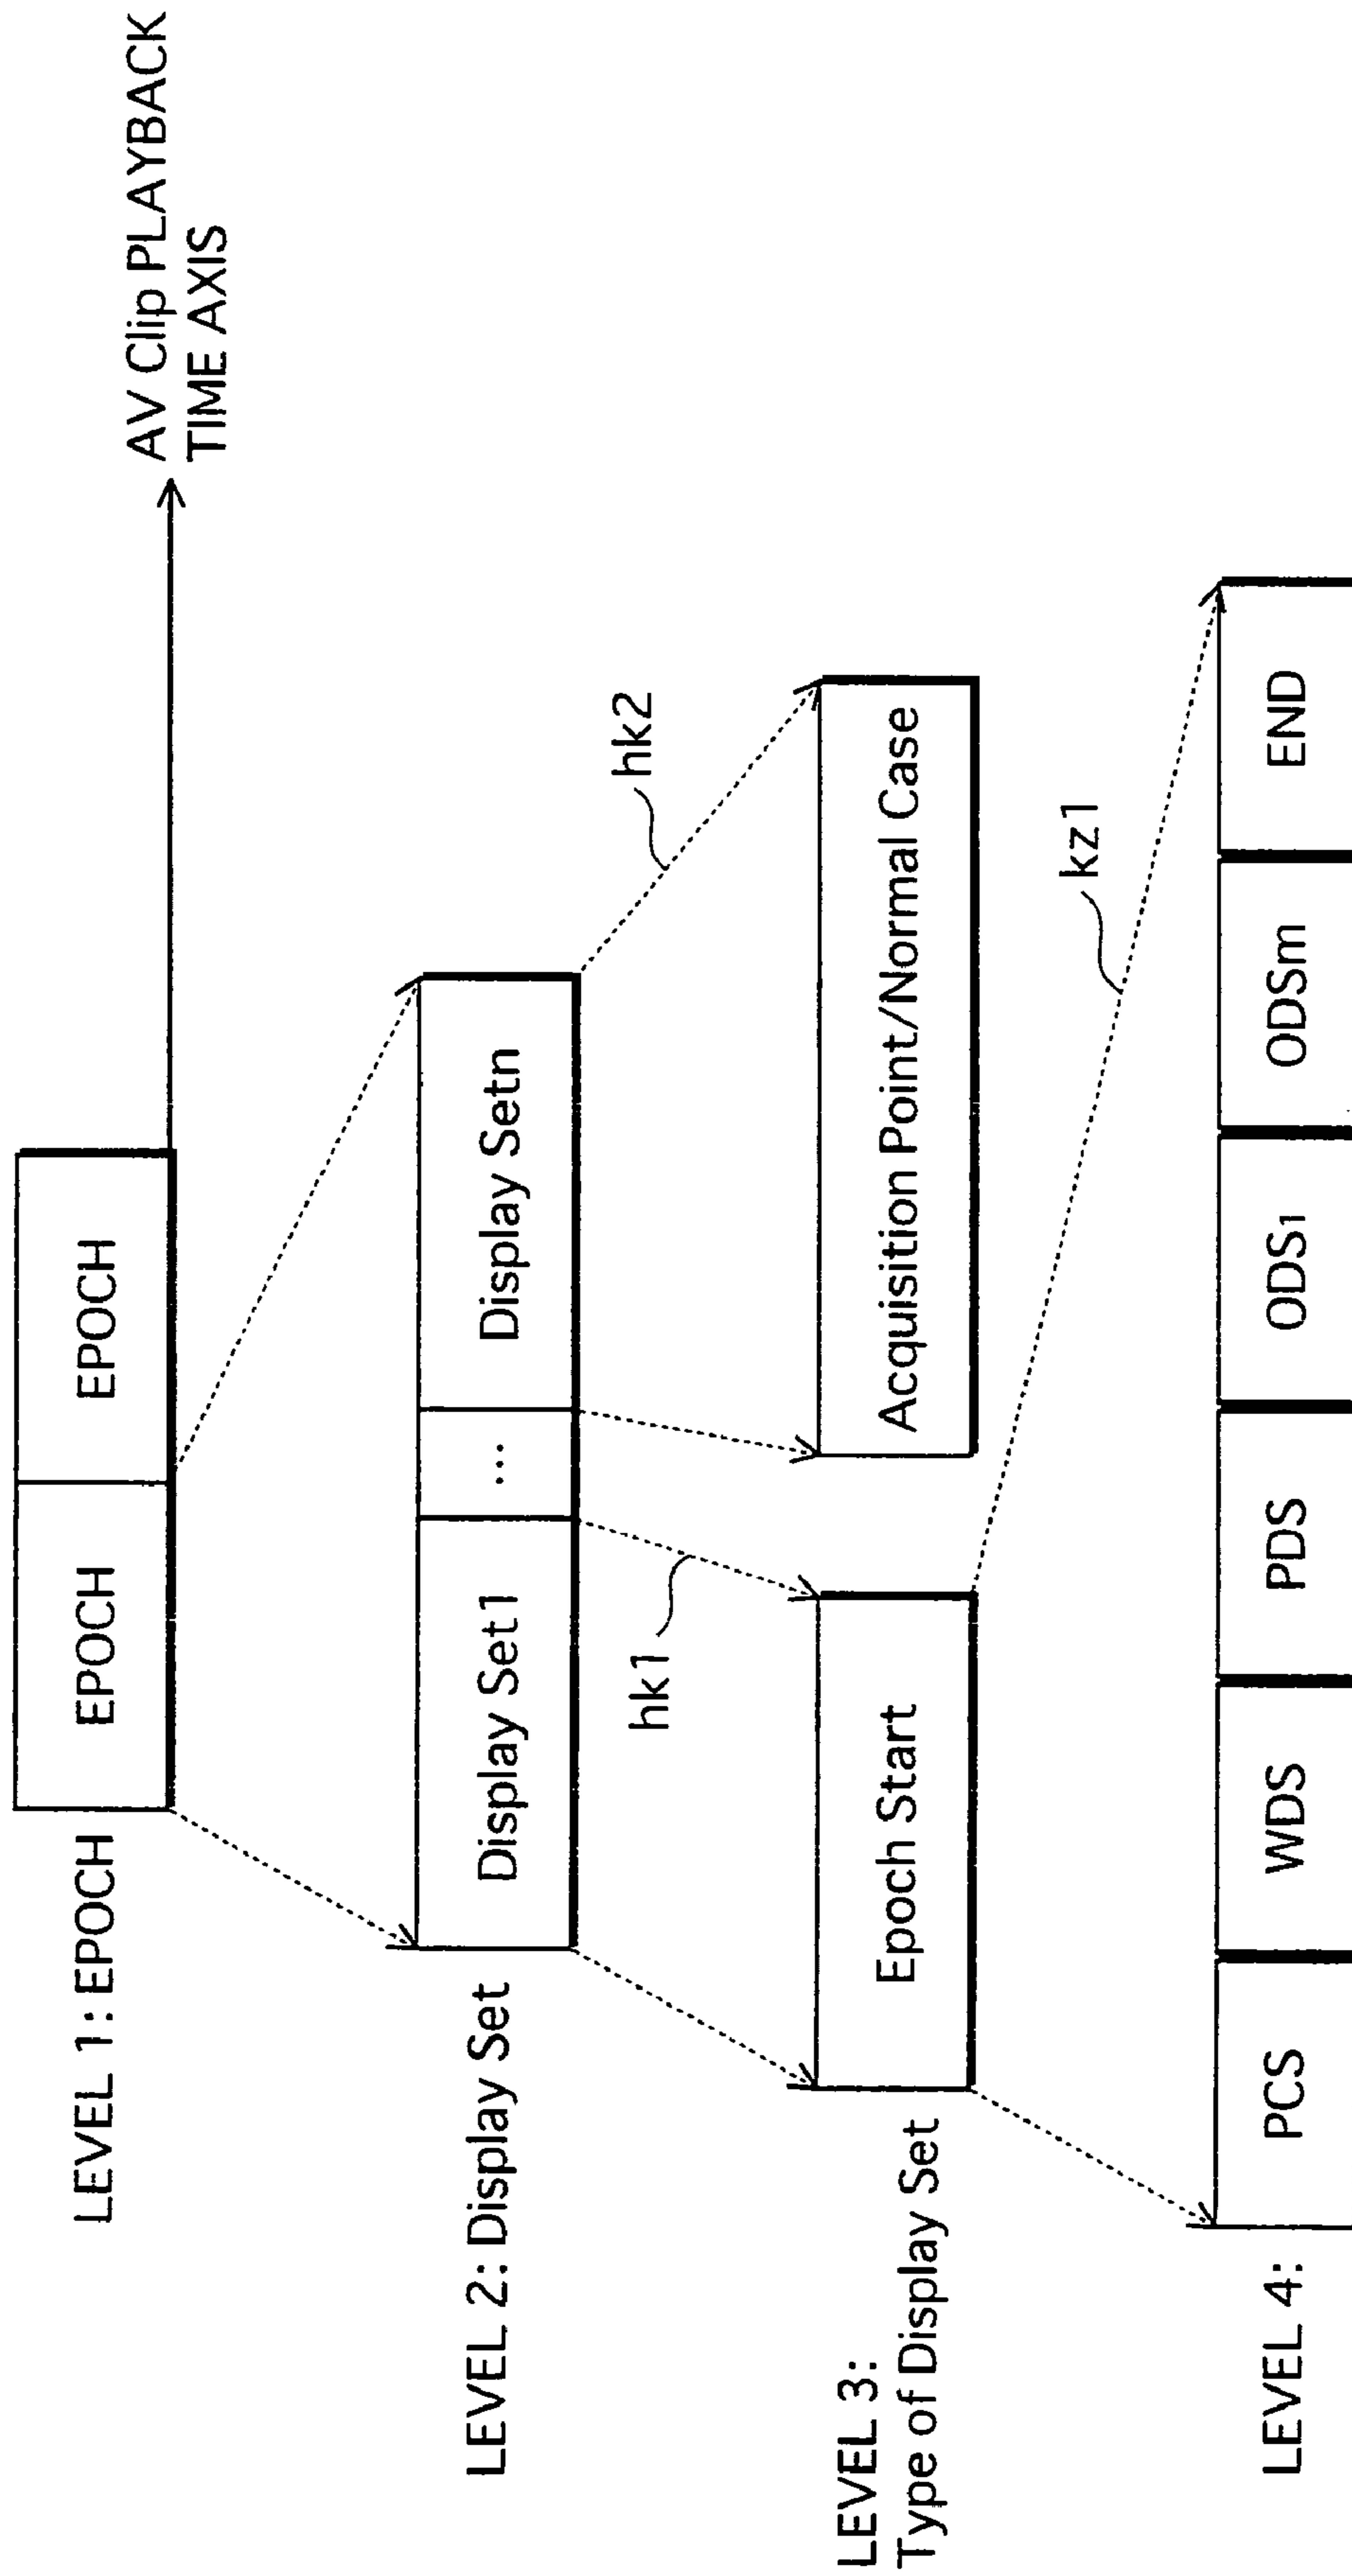 AV Clip PLAYBACK
TIME AXIS
LEVEL 1: EPOCH
EPOCH
EPOCH
LEVEL 2: Display Set
Display Set1
...
Display Setn
hk1
hk2
LEVEL 3:
Type of Display Set
Epoch Start
Acquisition Point/Normal Case
kz1
LEVEL 4:
PCS
WDS
PDS
ODS1
ODSm
END